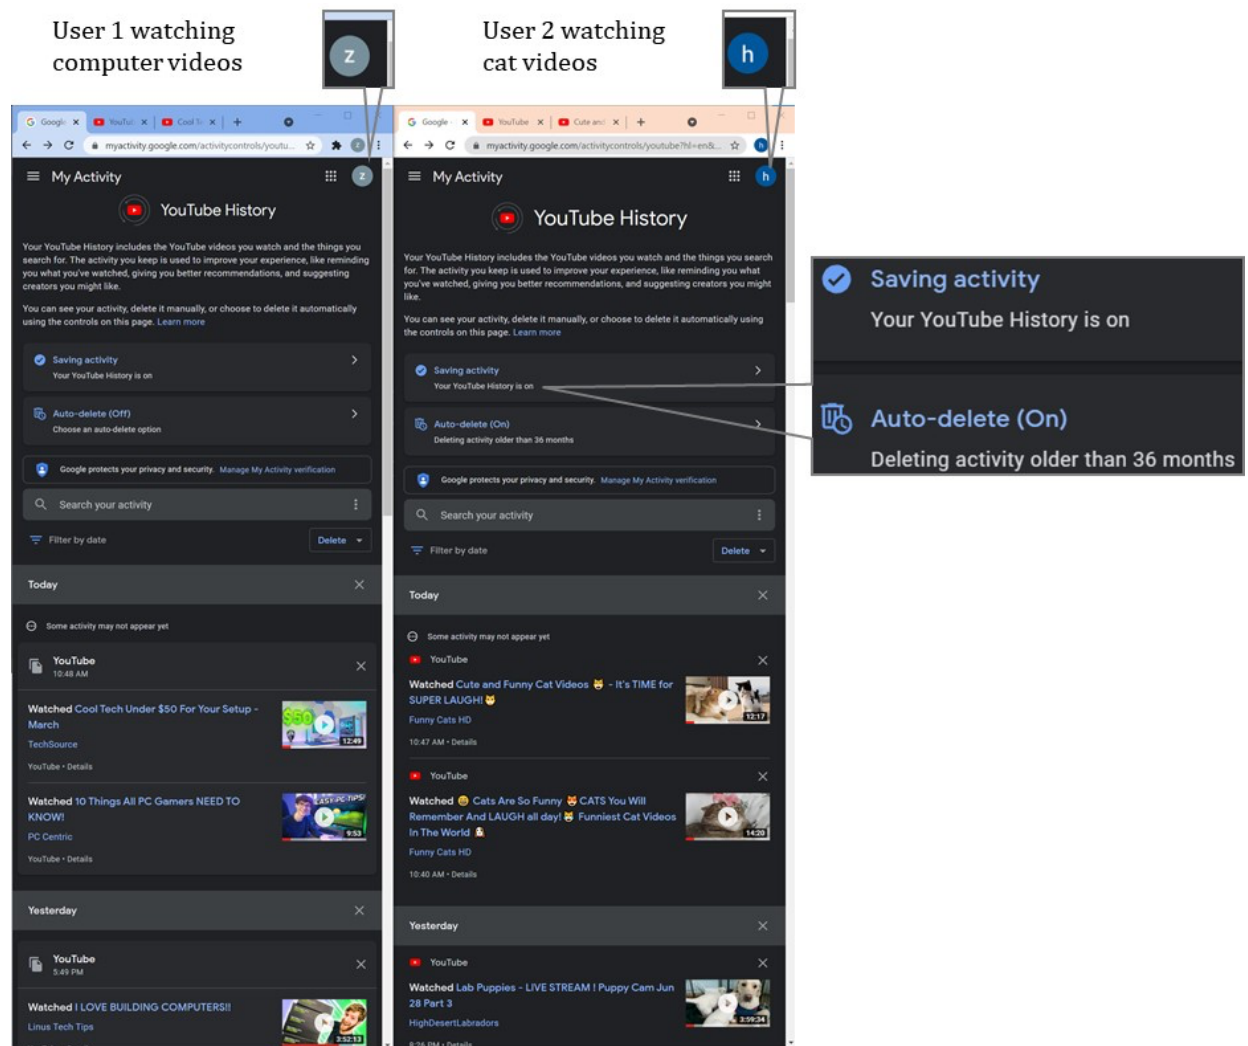 User 1 watching
computer videos
z
User 2 watching
cat videos
h
Google
YouTub
Cool Te
myactivity.google.com/activitycontrols/youtu...
z
My Activity
z
YouTube History
Your YouTube History includes the YouTube videos you watch and the things you
search for. The activity you keep is used to improve your experience, like reminding
you what you've watched, giving you better recommendations, and suggesting
creators you might like.
You can see your activity, delete it manually, or choose to delete it automatically
using the controls on this page. Learn more
Saving activity
Your YouTube History is on
Auto-delete (Off)
Choose an auto-delete option
Google protects your privacy and security. Manage My Activity verification
Search your activity
Filter by date
Delete
Today
Some activity may not appear yet
YouTube
10:48 AM
Watched Cool Tech Under $50 For Your Setup -
March
TechSource
YouTube • Details
$50
12:49
Watched 10 Things All PC Gamers NEED TO
KNOW!
PC Centric
YouTube • Details
EASY PC TIPS!
9:53
Yesterday
YouTube
5:49 PM
Watched I LOVE BUILDING COMPUTERS!!
Linus Tech Tips
3:52:13
Google -
YouTube
Cute and
myactivity.google.com/activitycontrols/youtube?hl=en&...
h
My Activity
h
YouTube History
Your YouTube History includes the YouTube videos you watch and the things you search
for. The activity you keep is used to improve your experience, like reminding you what
you've watched, giving you better recommendations, and suggesting creators you might
like.
You can see your activity, delete it manually, or choose to delete it automatically using
the controls on this page. Learn more
Saving activity
Your YouTube History is on
Auto-delete (On)
Deleting activity older than 36 months
Google protects your privacy and security. Manage My Activity verification
Search your activity
Filter by date
Delete
Today
Some activity may not appear yet
YouTube
Watched Cute and Funny Cat Videos 😸 - It's TIME for
SUPER LAUGH! 😸
Funny Cats HD
10:47 AM • Details
12:17
YouTube
Watched 😄 Cats Are So Funny 😸 CATS You Will
Remember And LAUGH all day! 😸 Funniest Cat Videos
In The World
Funny Cats HD
10:40 AM • Details
14:20
Yesterday
YouTube
Watched Lab Puppies - LIVE STREAM ! Puppy Cam Jun
28 Part 3
HighDesertLabradors
9:26 PM • Details
3:59:34
Saving activity
Your YouTube History is on
Auto-delete (On)
Deleting activity older than 36 months